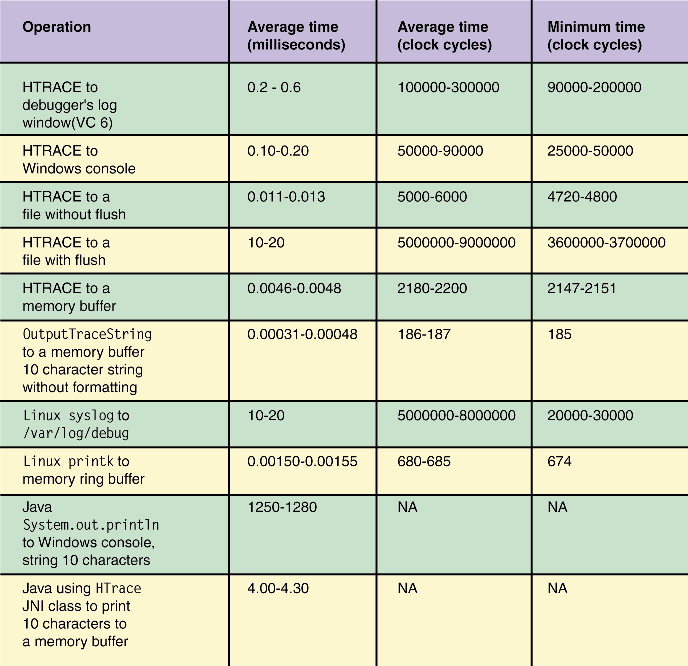 Operation
Average time
(milliseconds)
Average time
(clock cycles)
Minimum time
(clock cycles)
HTRACE to
debugger's log
window(VC 6)
0.2 - 0.6
100000-300000
90000-200000
HTRACE to
Windows console
0.10-0.20
50000-90000
25000-50000
HTRACE to a
file without flush
0.011-0.013
5000-6000
4720-4800
HTRACE to a
file with flush
10-20
5000000-9000000
3600000-3700000
HTRACE to a
memory buffer
0.0046-0.0048
2180-2200
2147-2151
OutputTraceString
to a memory buffer
10 character string
without formatting
0.00031-0.00048
186-187
185
Linux syslog to
/var/log/debug
10-20
5000000-8000000
20000-30000
Linux printk to
memory ring buffer
0.00150-0.00155
680-685
674
Java
System.out.println
to Windows console,
string 10 characters
1250-1280
NA
NA
Java using HTrace
JNI class to print
10 characters to
a memory buffer
4.00-4.30
NA
NA